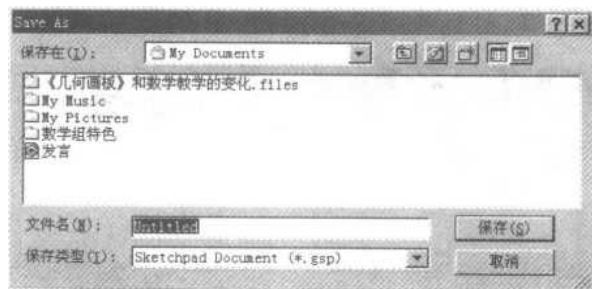 Save As
保存在(I): My Documents
《几何画板》和数学教学的变化.files
My Music
My Pictures
数学组特色
发言
文件名(N): Untitled 保存(S)
保存类型(T): Sketchpad Document (*.gsp) 取消